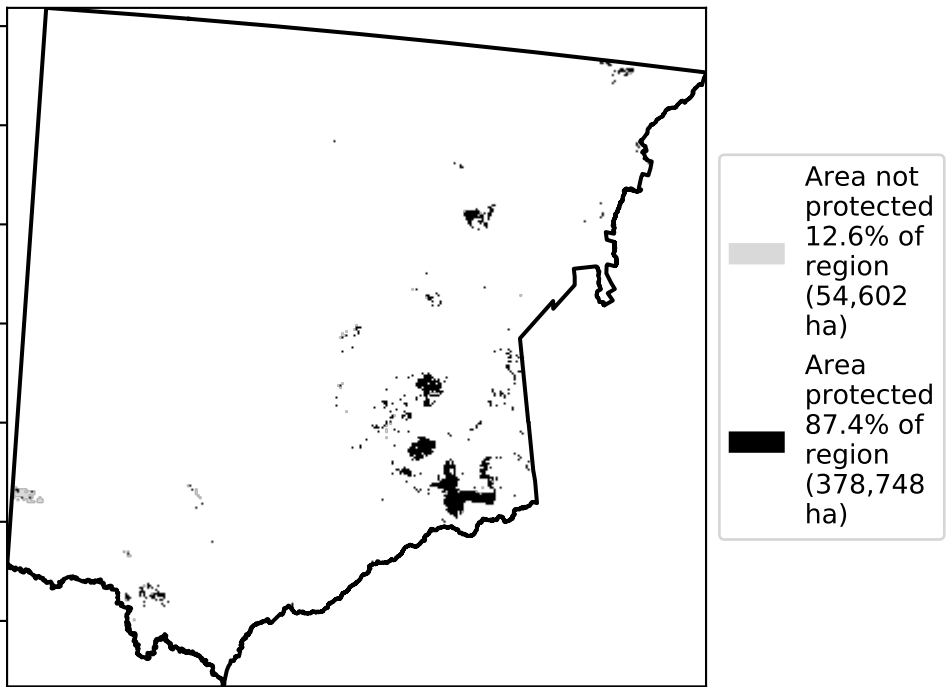 Area not
protected
12.6% of
region
(54,602
ha)
Area
protected
87.4% of
region
(378,748
ha)